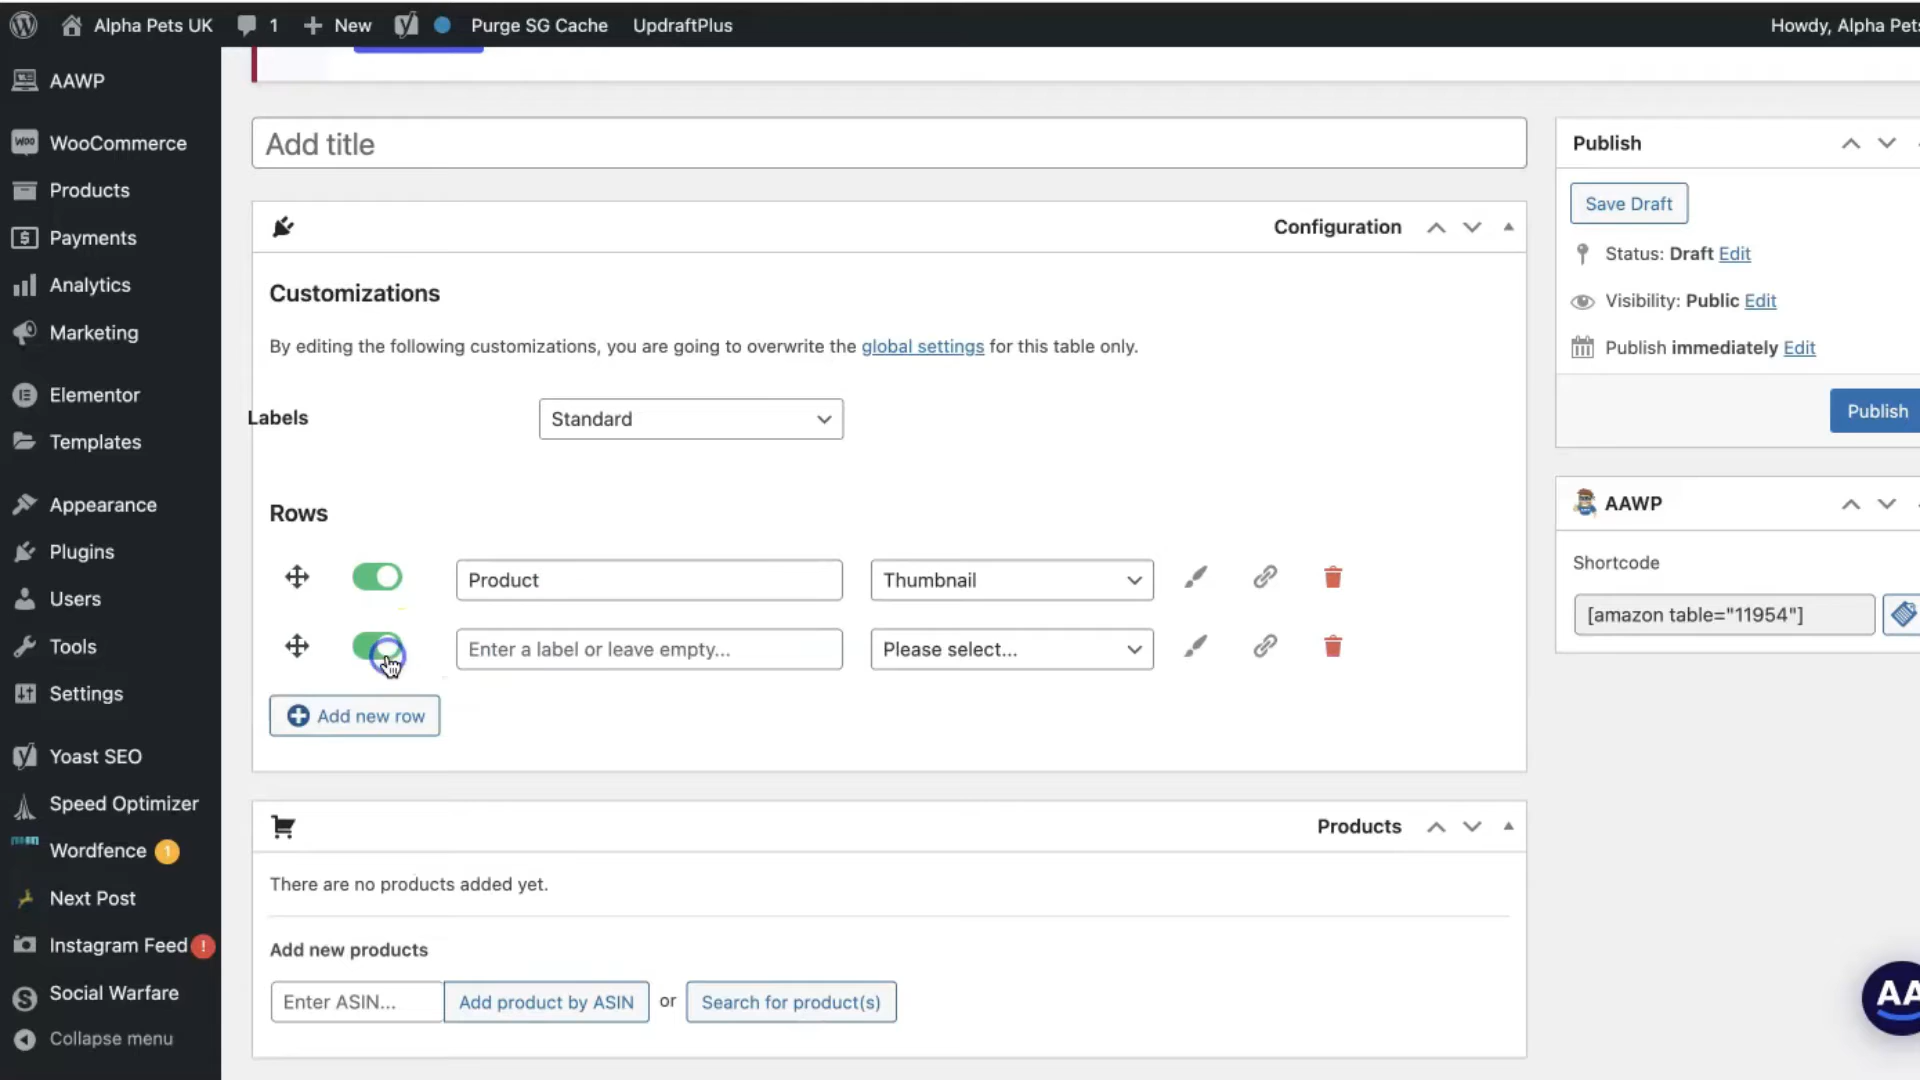 Alpha Pets UK 1 New Purge SG Cache UpdraftPlus Howdy, Alpha Pets
AAWP
WooCommerce
Products
Payments
Analytics
Marketing
Elementor
Templates
Appearance
Plugins
Users
Tools
Settings
Yoast SEO
Speed Optimizer
Wordfence 1
Next Post
Instagram Feed !
Social Warfare
Collapse menu
Add title
Configuration
Customizations
By editing the following customizations, you are going to overwrite the global settings for this table only.
Labels Standard
Rows
Product Thumbnail
Enter a label or leave empty... Please select...
Add new row
Products
There are no products added yet.
Add new products
Enter ASIN... Add product by ASIN or Search for product(s)
Publish
Save Draft
Status: Draft Edit
Visibility: Public Edit
Publish immediately Edit
Publish
AAWP
Shortcode
[amazon table="11954"]
AA